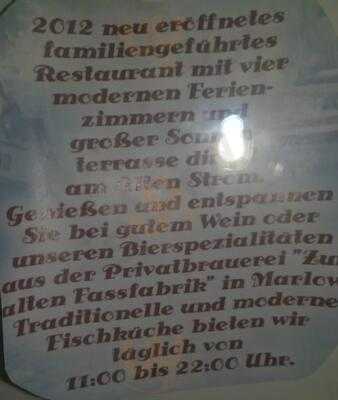 2012 neu eröffnetes
familiengeführtes
Restaurant mit vier
modernen Ferien-
zimmern und
großer
terrasse
am Alten Strom.
Genießen und entspannen
Sie bei gutem Wein oder
unseren Bierspezialitäten
aus der Privatbrauerei "Zur
alten Fassfabrik" in Marlow
Traditionelle und moderne
Fischküche bieten wir
täglich von
11:00 bis 22:00 Uhr.